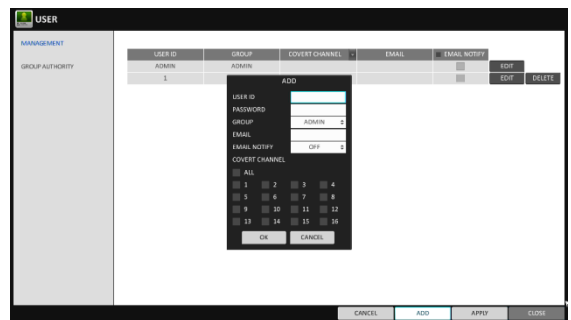 USER
MANAGEMENT
GROUP AUTHORITY
USER ID GROUP COVERT CHANNEL EMAIL EMAIL NOTIFY
ADMIN ADMIN EDIT
1 EDIT DELETE
ADD
USER ID
PASSWORD
GROUP ADMIN
EMAIL
EMAIL NOTIFY OFF
COVERT CHANNEL
ALL
1 2 3 4
5 6 7 8
9 10 11 12
13 14 15 16
OK CANCEL
CANCEL ADD APPLY CLOSE